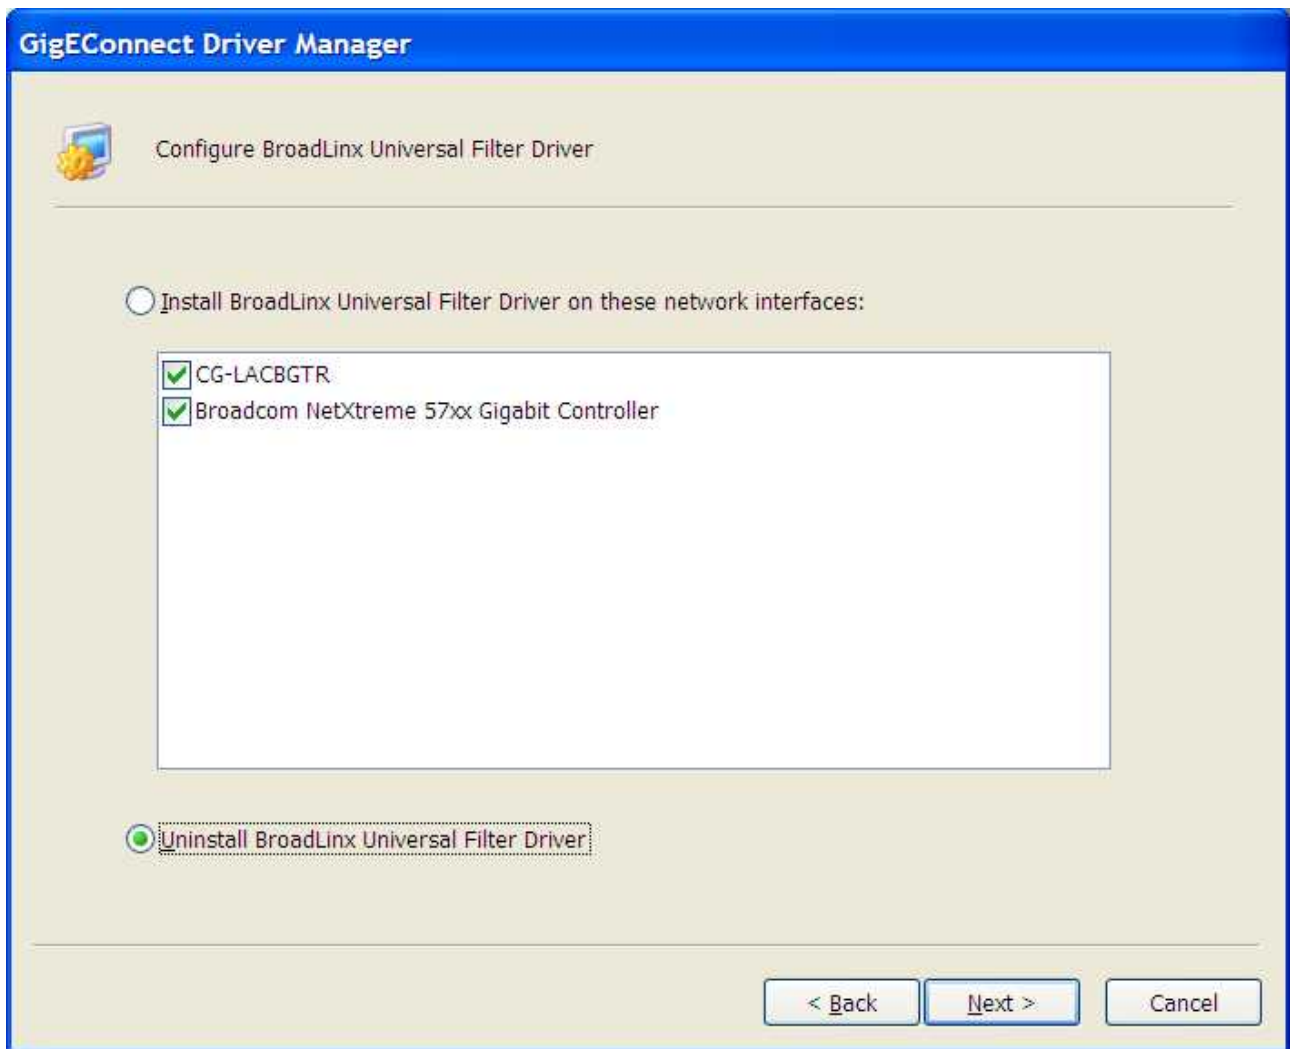 GigEConnect Driver Manager
Configure BroadLinx Universal Filter Driver
Install BroadLinx Universal Filter Driver on these network interfaces:
CG-LACBGTR
Broadcom NetXtreme 57xx Gigabit Controller
Uninstall BroadLinx Universal Filter Driver
< Back Next > Cancel